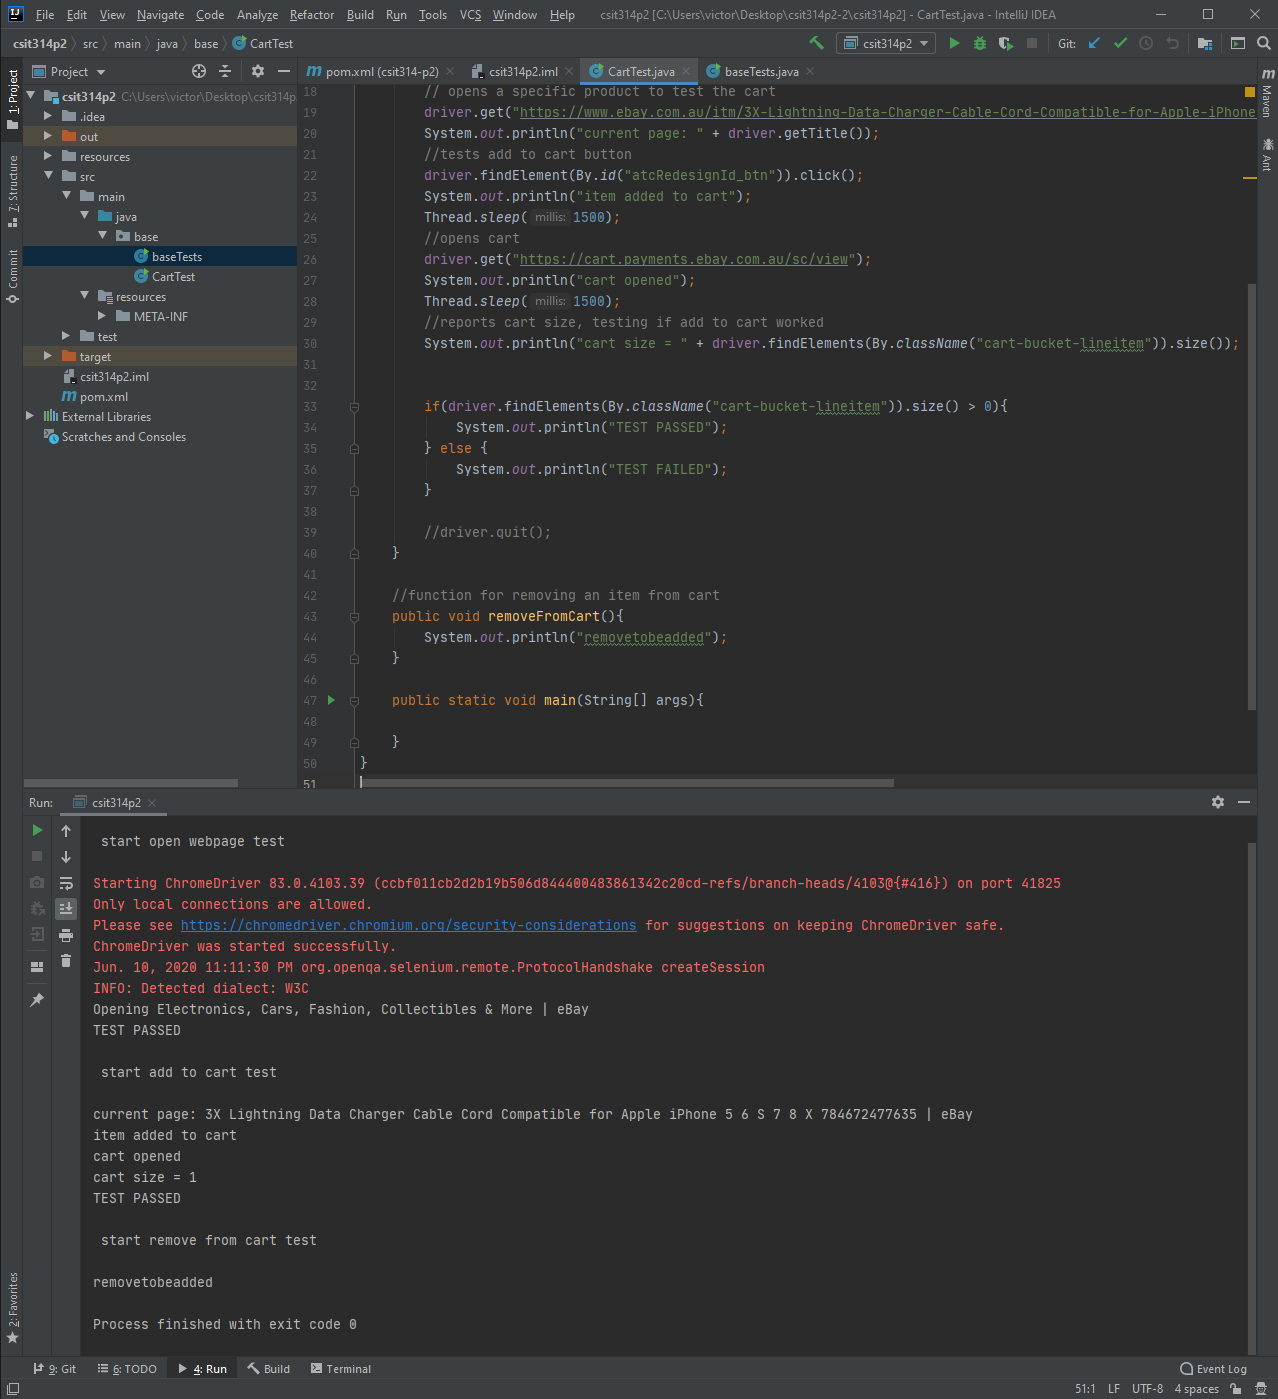 File Edit View Navigate Code Analyze Refactor Build Run Tools VCS Window Help csit314p2 [C:\Users\victor\Desktop\csit314p2-2\csit314p2] - CartTest.java - IntelliJ IDEA
csit314p2 src main java base CartTest csit314p2 Git:
Project pom.xml (csit314-p2) csit314p2.iml CartTest.java baseTests.java
1: Project
7: Structure
Commit
2: Favorites
Maven
Ant
csit314p2 C:\Users\victor\Desktop\csit314p
.idea
out
resources
src
main
java
base
baseTests
CartTest
resources
META-INF
test
target
csit314p2.iml
pom.xml
External Libraries
Scratches and Consoles
18 // opens a specific product to test the cart
19 driver.get("https://www.ebay.com.au/itm/3X-Lightning-Data-Charger-Cable-Cord-Compatible-for-Apple-iPhone
20 System.out.println("current page: " + driver.getTitle());
21 //tests add to cart button
22 driver.findElement(By.id("atcRedesignId_btn")).click();
23 System.out.println("item added to cart");
24 Thread.sleep( millis: 1500);
25 //opens cart
26 driver.get("https://cart.payments.ebay.com.au/sc/view");
27 System.out.println("cart opened");
28 Thread.sleep( millis: 1500);
29 //reports cart size, testing if add to cart worked
30 System.out.println("cart size = " + driver.findElements(By.className("cart-bucket-lineitem")).size());
31
32
33 if(driver.findElements(By.className("cart-bucket-lineitem")).size() > 0){
34 System.out.println("TEST PASSED");
35 } else {
36 System.out.println("TEST FAILED");
37 }
38
39 //driver.quit();
40 }
41
42 //function for removing an item from cart
43 public void removeFromCart(){
44 System.out.println("removetobeadded");
45 }
46
47 public static void main(String[] args){
48
49 }
50 }
51
Run: csit314p2
start open webpage test
Starting ChromeDriver 83.0.4103.39 (ccbf011cb2d2b19b506d844400483861342c20cd-refs/branch-heads/4103@{#416}) on port 41825
Only local connections are allowed.
Please see https://chromedriver.chromium.org/security-considerations for suggestions on keeping ChromeDriver safe.
ChromeDriver was started successfully.
Jun. 10, 2020 11:11:30 PM org.openqa.selenium.remote.ProtocolHandshake createSession
INFO: Detected dialect: W3C
Opening Electronics, Cars, Fashion, Collectibles & More | eBay
TEST PASSED
start add to cart test
current page: 3X Lightning Data Charger Cable Cord Compatible for Apple iPhone 5 6 S 7 8 X 784672477635 | eBay
item added to cart
cart opened
cart size = 1
TEST PASSED
start remove from cart test
removetobeadded
Process finished with exit code 0
9: Git 6: TODO 4: Run Build Terminal Event Log
51:1 LF UTF-8 4 spaces